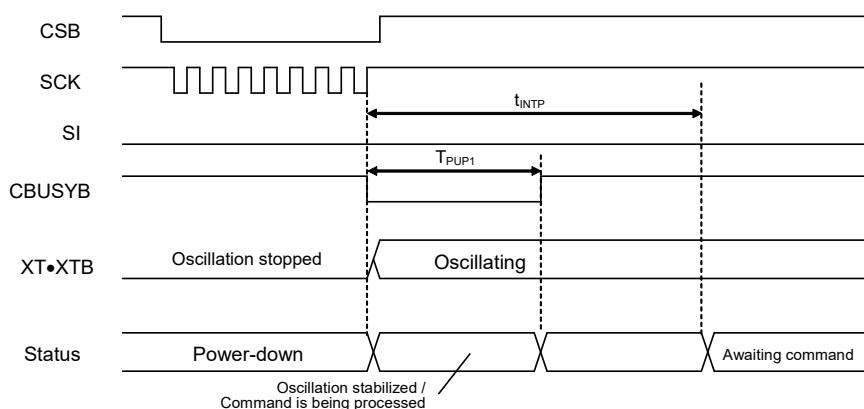 CSB
SCK
tINTP
SI
TPUP1
CBUSYB
XT•XTB
Oscillation stopped
Oscillating
Status
Power-down
Awaiting command
Oscillation stabilized /
Command is being processed